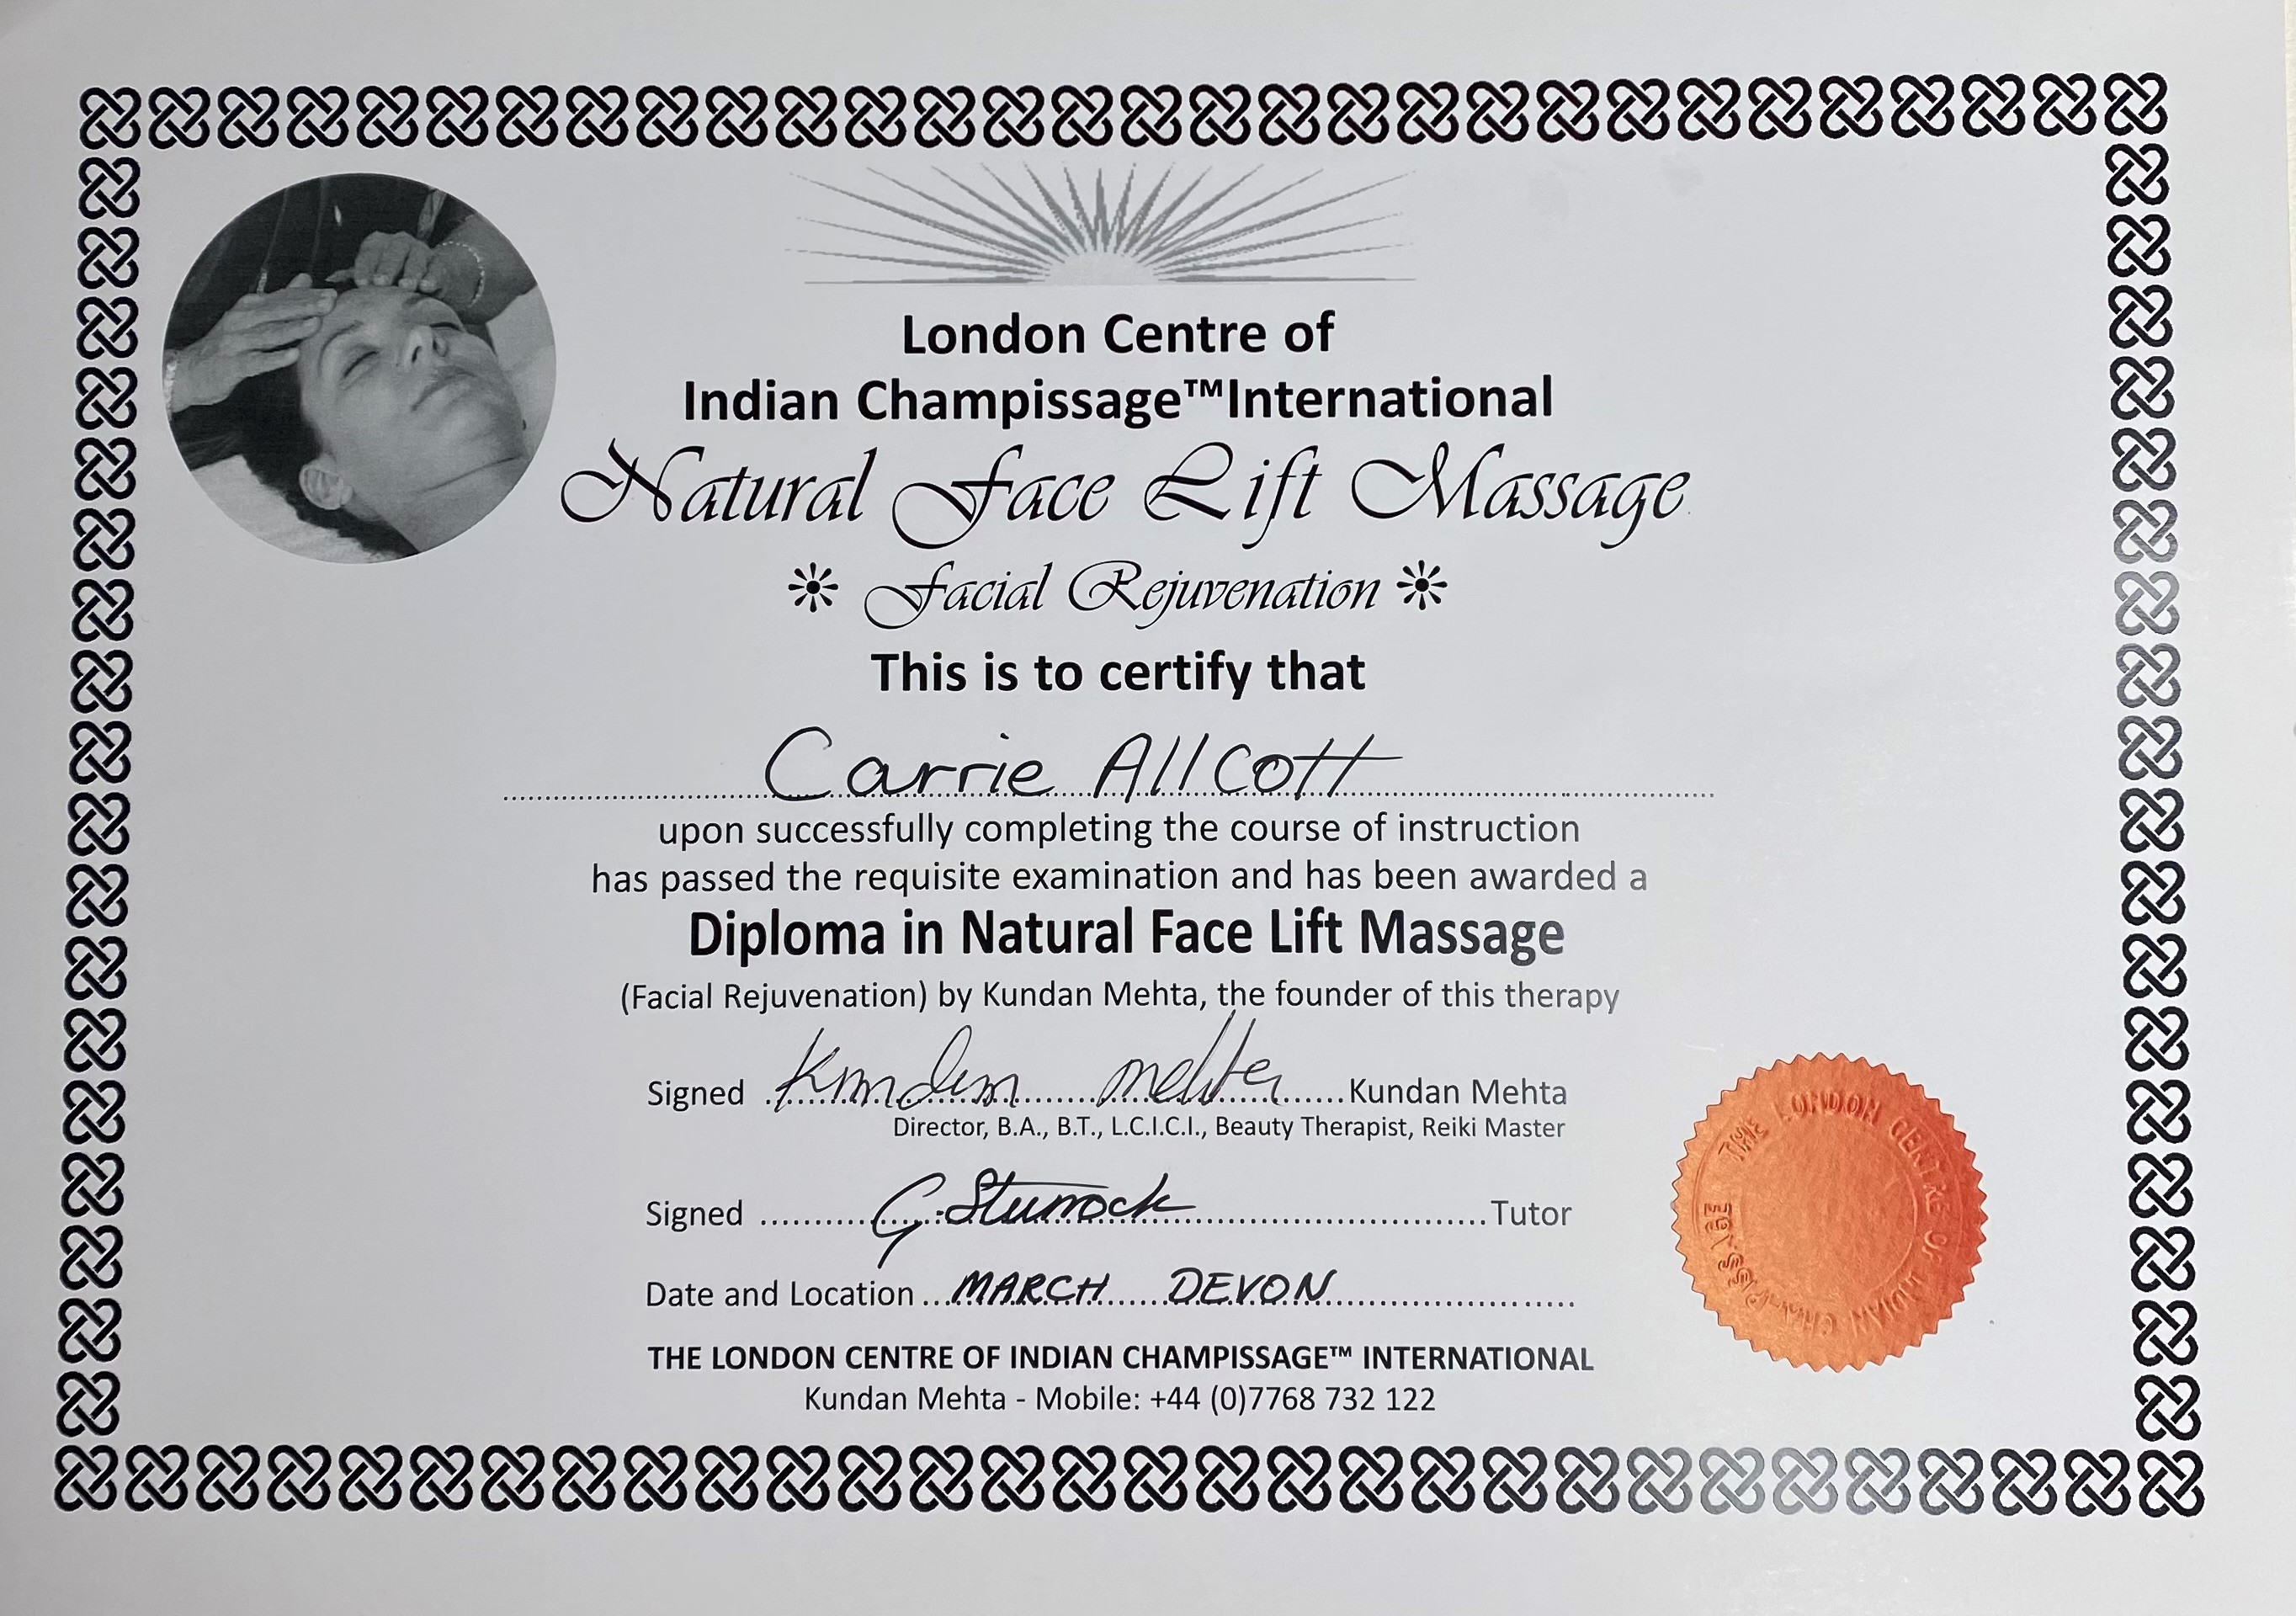 London Centre of
Indian Champissage™International
Natural Face Lift Massage
Facial Rejuvenation
This is to certify that
Carrie Allcott
upon successfully completing the course of instruction
has passed the requisite examination and has been awarded a
Diploma in Natural Face Lift Massage
(Facial Rejuvenation) by Kundan Mehta, the founder of this therapy
Signed Kundan Mehta Kundan Mehta
Director, B.A., B.T., L.C.I.C.I., Beauty Therapist, Reiki Master
Signed G. Sturrock Tutor
Date and Location MARCH DEVON
THE LONDON CENTRE OF INDIAN CHAMPISSAGE™ INTERNATIONAL
Kundan Mehta - Mobile: +44 (0)7768 732 122
THE LONDON CENTRE OF INDIAN CHAMPISSAGE